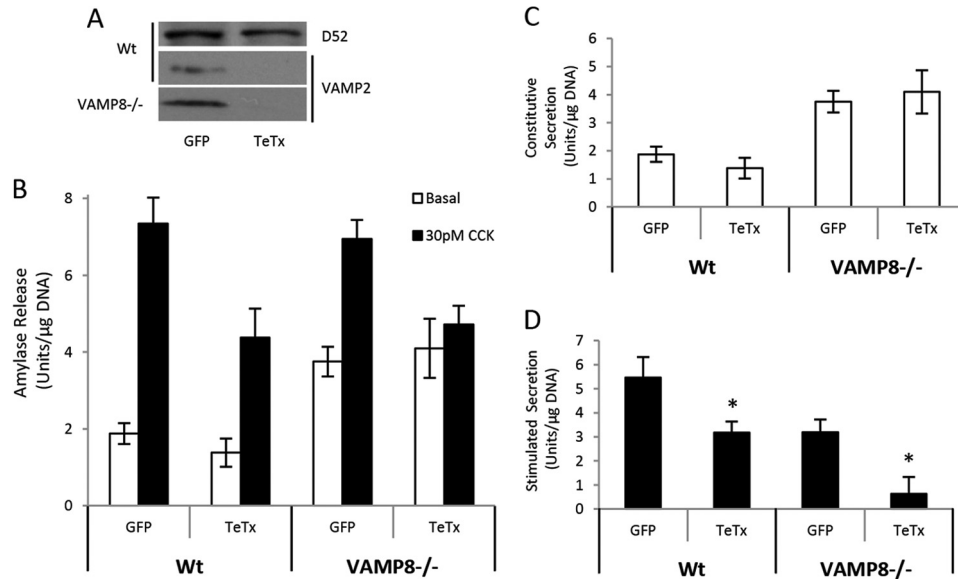 A
Wt
D52
VAMP2
VAMP8-/-
GFP TeTx
B
Amylase Release
(Units/µg DNA)
8
6
4
2
0
Basal
30pM CCK
GFP TeTx GFP TeTx
Wt VAMP8-/-
C
Constitutive
Secretion
(Units/µg DNA)
6
5
4
3
2
1
0
GFP TeTx GFP TeTx
Wt VAMP8-/-
D
Stimulated Secretion
(Units/µg DNA)
7
6
5
4
3
2
1
0
* *
GFP TeTx GFP TeTx
Wt VAMP8-/-